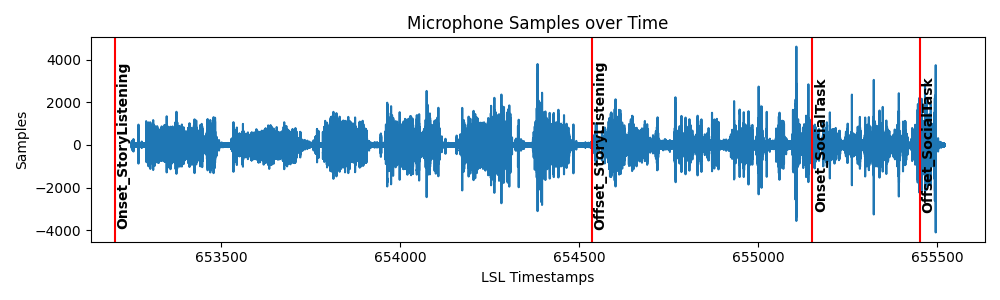 Microphone Samples over Time
Samples
4000
2000
0
−2000
−4000
Onset_StoryListening
Offset_StoryListening
Onset_SocialTask
Offset_SocialTask
653500
654000
654500
655000
655500
LSL Timestamps